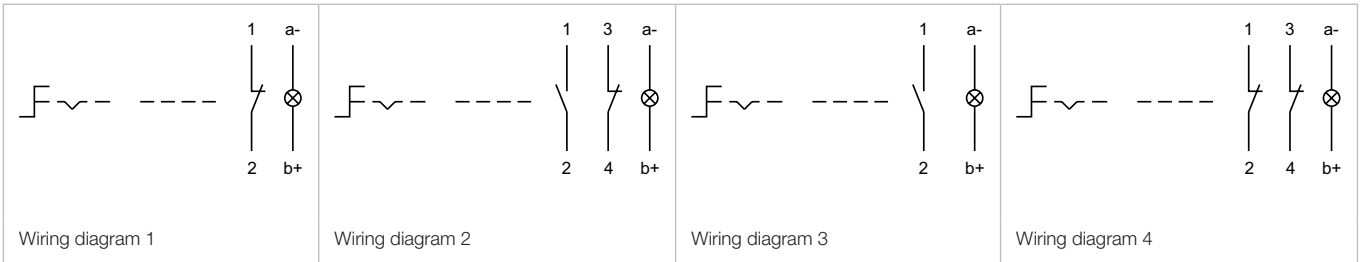 1 a-
2 b+
Wiring diagram 1
1 3 a-
2 4 b+
Wiring diagram 2
1 a-
2 b+
Wiring diagram 3
1 3 a-
2 4 b+
Wiring diagram 4